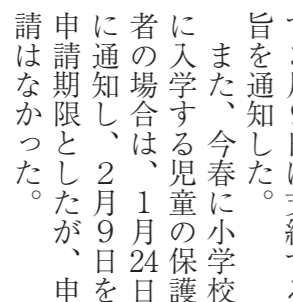 旨を通知した。
　また、今春に小学校
に入学する児童の保護
者の場合は、1月24日
に通知し、2月9日を
申請期限としたが、申
請はなかった。